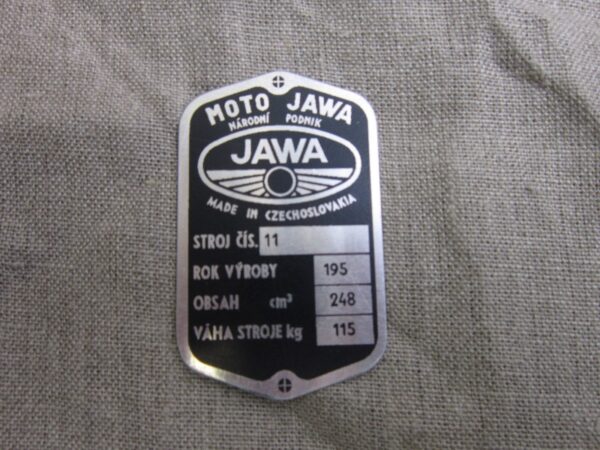 MOTO JAWA
NÁRODNÍ PODNIK
JAWA
MADE IN CZECHOSLOVAKIA
STROJ ČÍS. 11
ROK VÝROBY 195
OBSAH cm³ 248
VÁHA STROJE kg 115